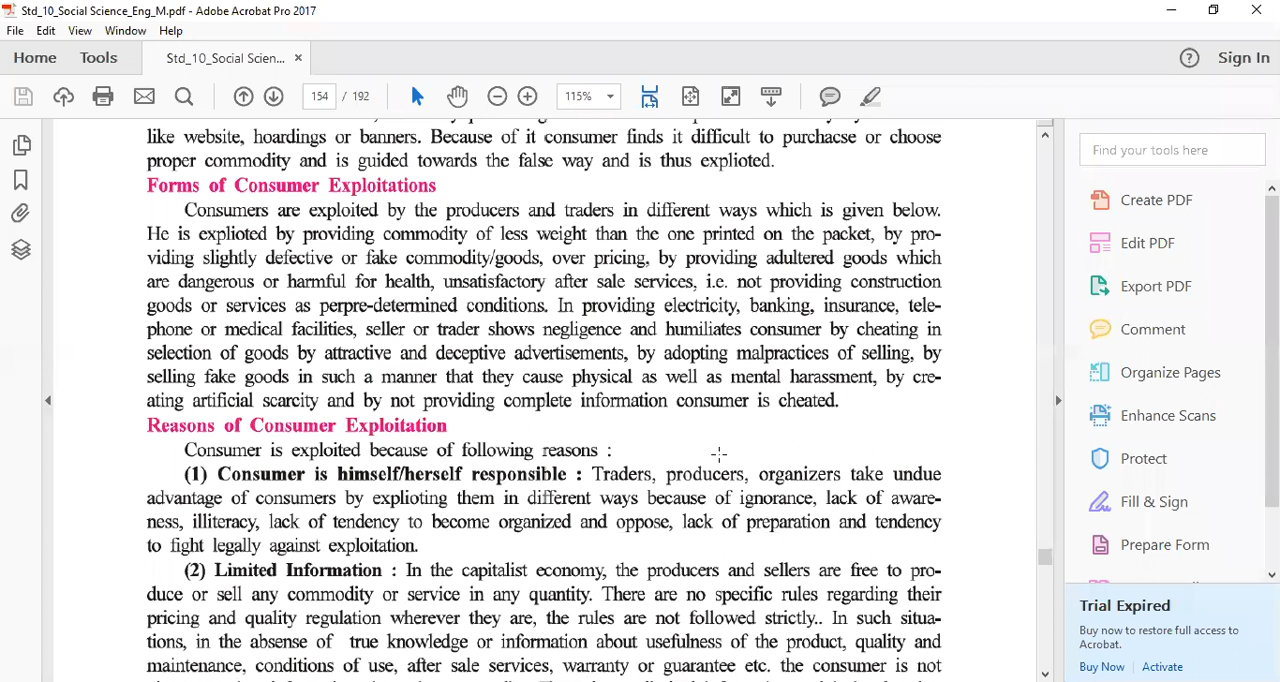 Std_10_Social Science_Eng_M.pdf - Adobe Acrobat Pro 2017
File Edit View Window Help
Home Tools Std_10_Social Scien... × Sign In
154 / 192 115%
like website, hoardings or banners. Because of it consumer finds it difficult to purchacse or choose
proper commodity and is guided towards the false way and is thus explioted.
Forms of Consumer Exploitations
Consumers are exploited by the producers and traders in different ways which is given below.
He is explioted by providing commodity of less weight than the one printed on the packet, by pro-
viding slightly defective or fake commodity/goods, over pricing, by providing adultered goods which
are dangerous or harmful for health, unsatisfactory after sale services, i.e. not providing construction
goods or services as perpre-determined conditions. In providing electricity, banking, insurance, tele-
phone or medical facilities, seller or trader shows negligence and humiliates consumer by cheating in
selection of goods by attractive and deceptive advertisements, by adopting malpractices of selling, by
selling fake goods in such a manner that they cause physical as well as mental harassment, by cre-
ating artificial scarcity and by not providing complete information consumer is cheated.
Reasons of Consumer Exploitation
Consumer is exploited because of following reasons :
(1) Consumer is himself/herself responsible : Traders, producers, organizers take undue
advantage of consumers by explioting them in different ways because of ignorance, lack of aware-
ness, illiteracy, lack of tendency to become organized and oppose, lack of preparation and tendency
to fight legally against exploitation.
(2) Limited Information : In the capitalist economy, the producers and sellers are free to pro-
duce or sell any commodity or service in any quantity. There are no specific rules regarding their
pricing and quality regulation wherever they are, the rules are not followed strictly.. In such situa-
tions, in the absense of true knowledge or information about usefulness of the product, quality and
maintenance, conditions of use, after sale services, warranty or guarantee etc. the consumer is not
Find your tools here
Create PDF
Edit PDF
Export PDF
Comment
Organize Pages
Enhance Scans
Protect
Fill & Sign
Prepare Form
Trial Expired
Buy now to restore full access to
Acrobat.
Buy Now | Activate